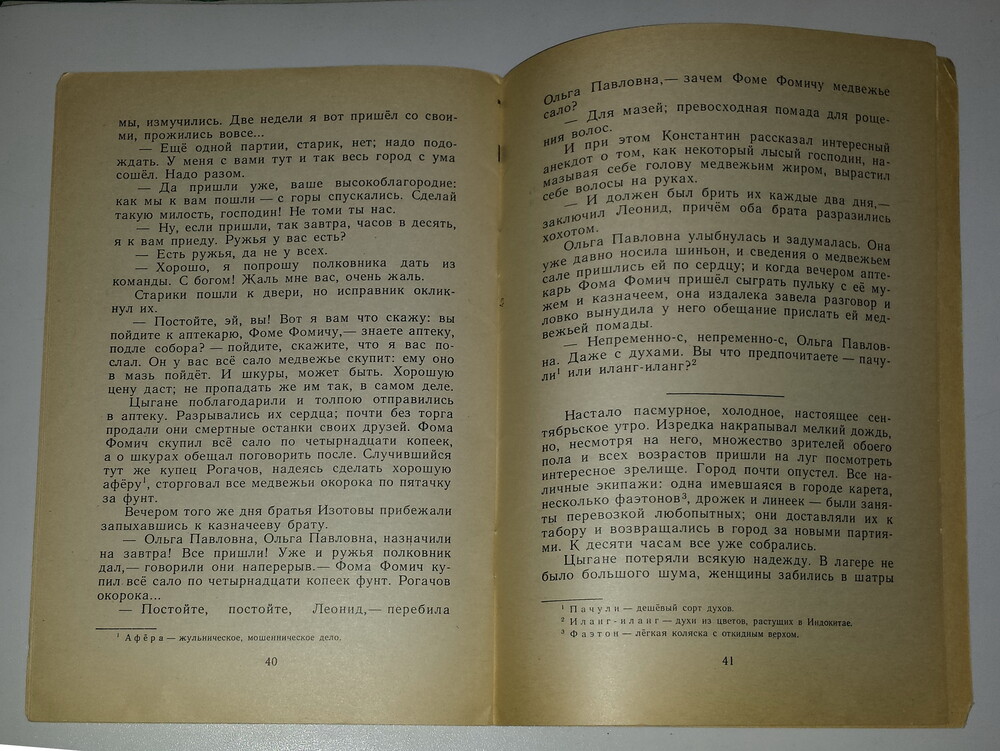 мы, измучились. Две недели я вот пришёл со свои-
ми, прожились вовсе...
— Ещё одной партии, старик, нет; надо подо-
ждать. У меня с вами тут и так весь город с ума
сошёл. Надо разом.
— Да пришли уже, ваше высокоблагородие:
как мы к вам пошли — с горы спускались. Сделай
такую милость, господин! Не томи ты нас.
— Ну, если пришли, так завтра, часов в десять,
я к вам приеду. Ружья у вас есть?
— Есть ружья, да не у всех.
— Хорошо, я попрошу полковника дать из
команды. С богом! Жаль мне вас, очень жаль.
Старики пошли к двери, но исправник оклик-
нул их.
— Постойте, эй, вы! Вот я вам что скажу: вы
пойдите к аптекарю, Фоме Фомичу,— знаете аптеку,
подле собора? — пойдите, скажите, что я вас по-
слал. Он у вас всё сало медвежье скупит: ему оно
в мазь пойдёт. И шкуры, может быть. Хорошую
цену даст; не пропадать же им так, в самом деле.
Цыгане поблагодарили и толпою отправились
в аптеку. Разрывались их сердца; почти без торга
продали они смертные останки своих друзей. Фома
Фомич скупил всё сало по четырнадцати копеек,
а о шкурах обещал поговорить после. Случившийся
тут же купец Рогачов, надеясь сделать хорошую
афёру¹, сторговал все медвежьи окорока по пятачку
за фунт.
Вечером того же дня братья Изотовы прибежали
запыхавшись к казначееву брату.
— Ольга Павловна, Ольга Павловна, назначили
на завтра! Все пришли! Уже и ружья полковник
дал,— говорили они наперерыв.— Фома Фомич ку-
пил всё сало по четырнадцати копеек фунт. Рогачов
окорока...
— Постойте, постойте, Леонид,— перебила
¹ Афёра — жульническое, мошенническое дело.
40
Ольга Павловна,— зачем Фоме Фомичу медвежье
сало?
— Для мазей; превосходная помада для роще-
ния волос.
И при этом Константин рассказал интересный
анекдот о том, как некоторый лысый господин, на-
мазывая себе голову медвежьим жиром, вырастил
себе волосы на руках.
— И должен был брить их каждые два дня,—
заключил Леонид, причём оба брата разразились
хохотом.
Ольга Павловна улыбнулась и задумалась. Она
уже давно носила шиньон, и сведения о медвежьем
сале пришлись ей по сердцу; и когда вечером апте-
карь Фома Фомич пришёл сыграть пульку с её му-
жем и казначеем, она издалека завела разговор и
ловко вынудила у него обещание прислать ей мед-
вежьей помады.
— Непременно-с, непременно-с, Ольга Павлов-
на. Даже с духами. Вы что предпочитаете — пачу-
ли¹ или иланг-иланг?²
Настало пасмурное, холодное, настоящее сен-
тябрьское утро. Изредка накрапывал мелкий дождь,
но, несмотря на него, множество зрителей обоего
пола и всех возрастов пришли на луг посмотреть
интересное зрелище. Город почти опустел. Все на-
личные экипажи: одна имевшаяся в городе карета,
несколько фаэтонов³, дрожек и линеек — были заня-
ты перевозкой любопытных; они доставляли их к
табору и возвращались в город за новыми партия-
ми. К десяти часам все уже собрались.
Цыгане потеряли всякую надежду. В лагере не
было большого шума, женщины забились в шатры
¹ Пачули — дешёвый сорт духов.
² Иланг-иланг — духи из цветов, растущих в Индокитае.
³ Фаэтон — лёгкая коляска с откидным верхом.
41